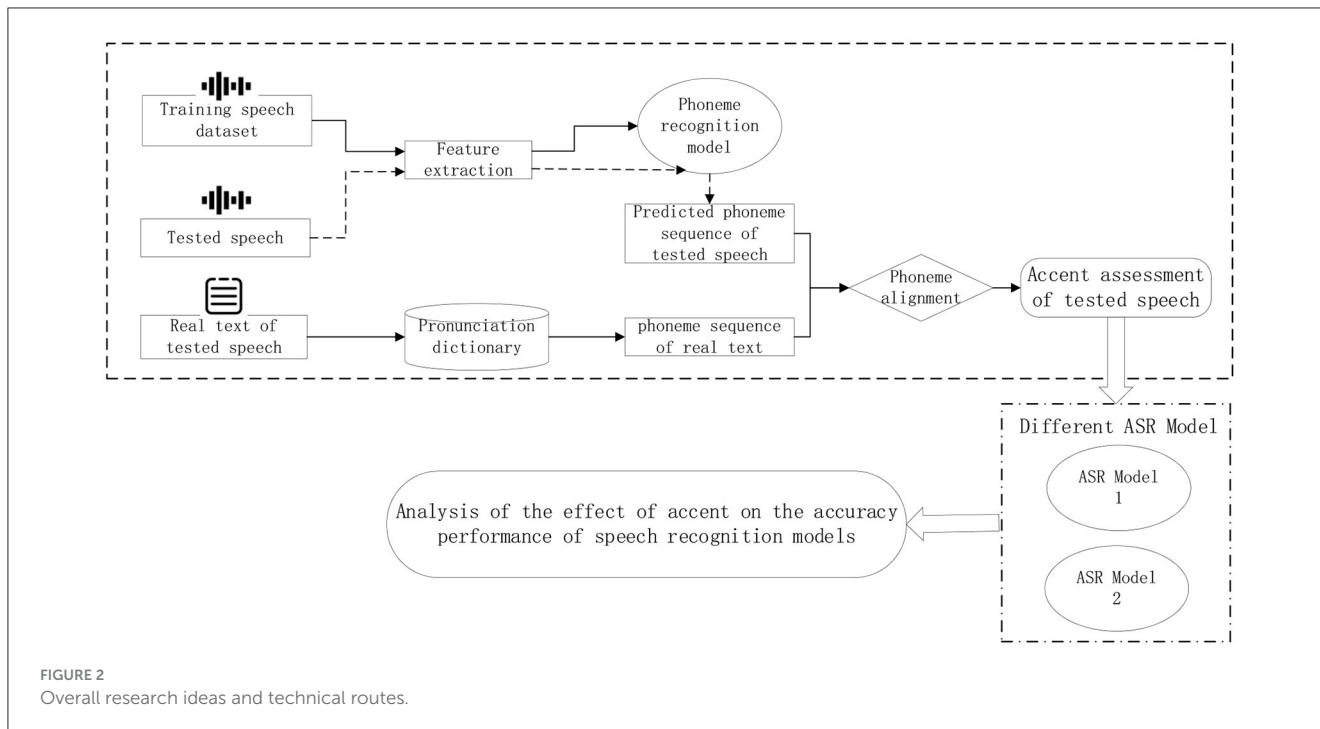 Training speech
dataset
Phoneme
recognition
model
Feature
extraction
Tested speech
Predicted phoneme
sequence of
tested speech
Phoneme
alignment
Accent assessment
of tested speech
Real text of
tested speech
Pronunciation
dictionary
phoneme sequence
of real text
Different ASR Model
ASR Model
1
Analysis of the effect of accent on the accuracy
performance of speech recognition models
ASR Model
2
FIGURE 2
Overall research ideas and technical routes.